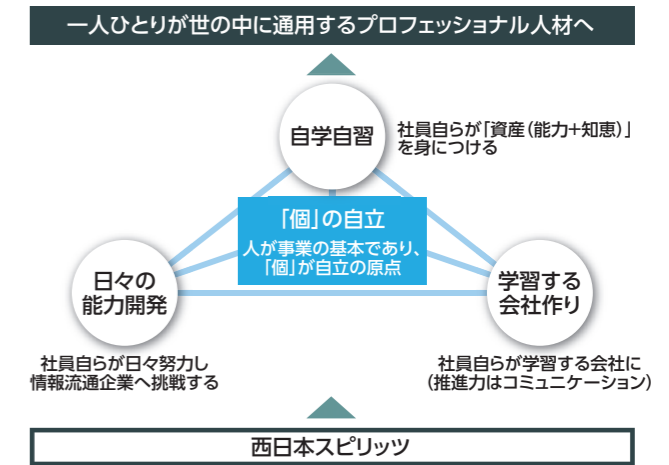 一人ひとりが世の中に通用するプロフェッショナル人材へ
自学自習
社員自らが「資産(能力+知恵)」
を身につける
「個」の自立
人が事業の基本であり、
「個」が自立の原点
日々の
能力開発
学習する
会社作り
社員自らが日々努力し
情報流通企業へ挑戦する
社員自らが学習する会社に
(推進力はコミュニケーション)
西日本スピリッツ